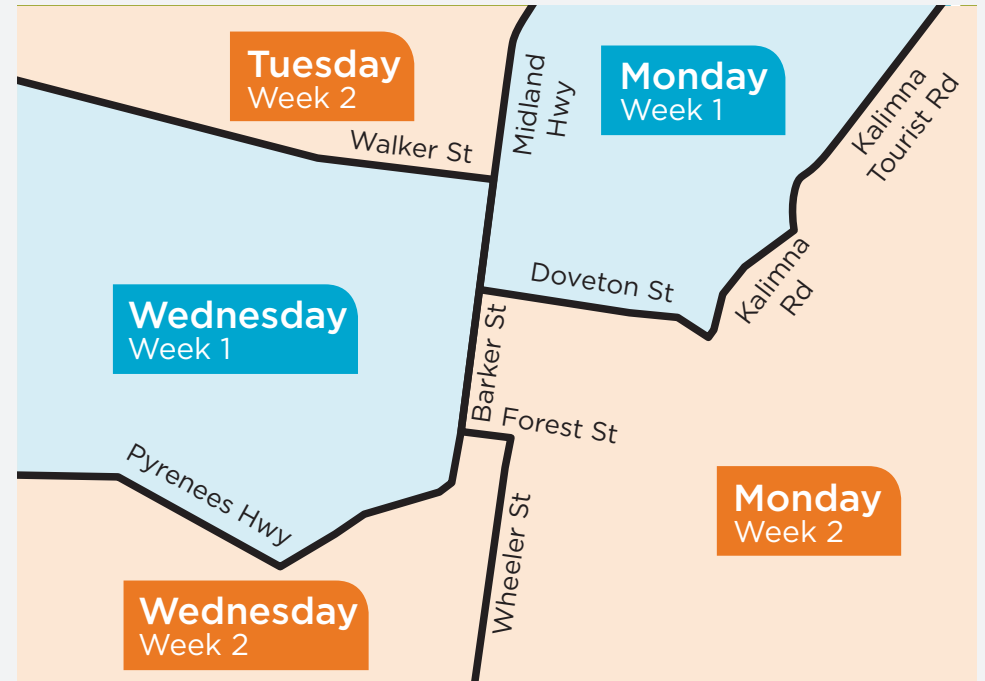 Tuesday
Week 2
Midland
Hwy
Monday
Week 1
Kalimna
Tourist Rd
Walker St
Doveton St
Kalimna
Rd
Wednesday
Week 1
Barker St
Forest St
Pyrenees Hwy
Monday
Week 2
Wheeler St
Wednesday
Week 2